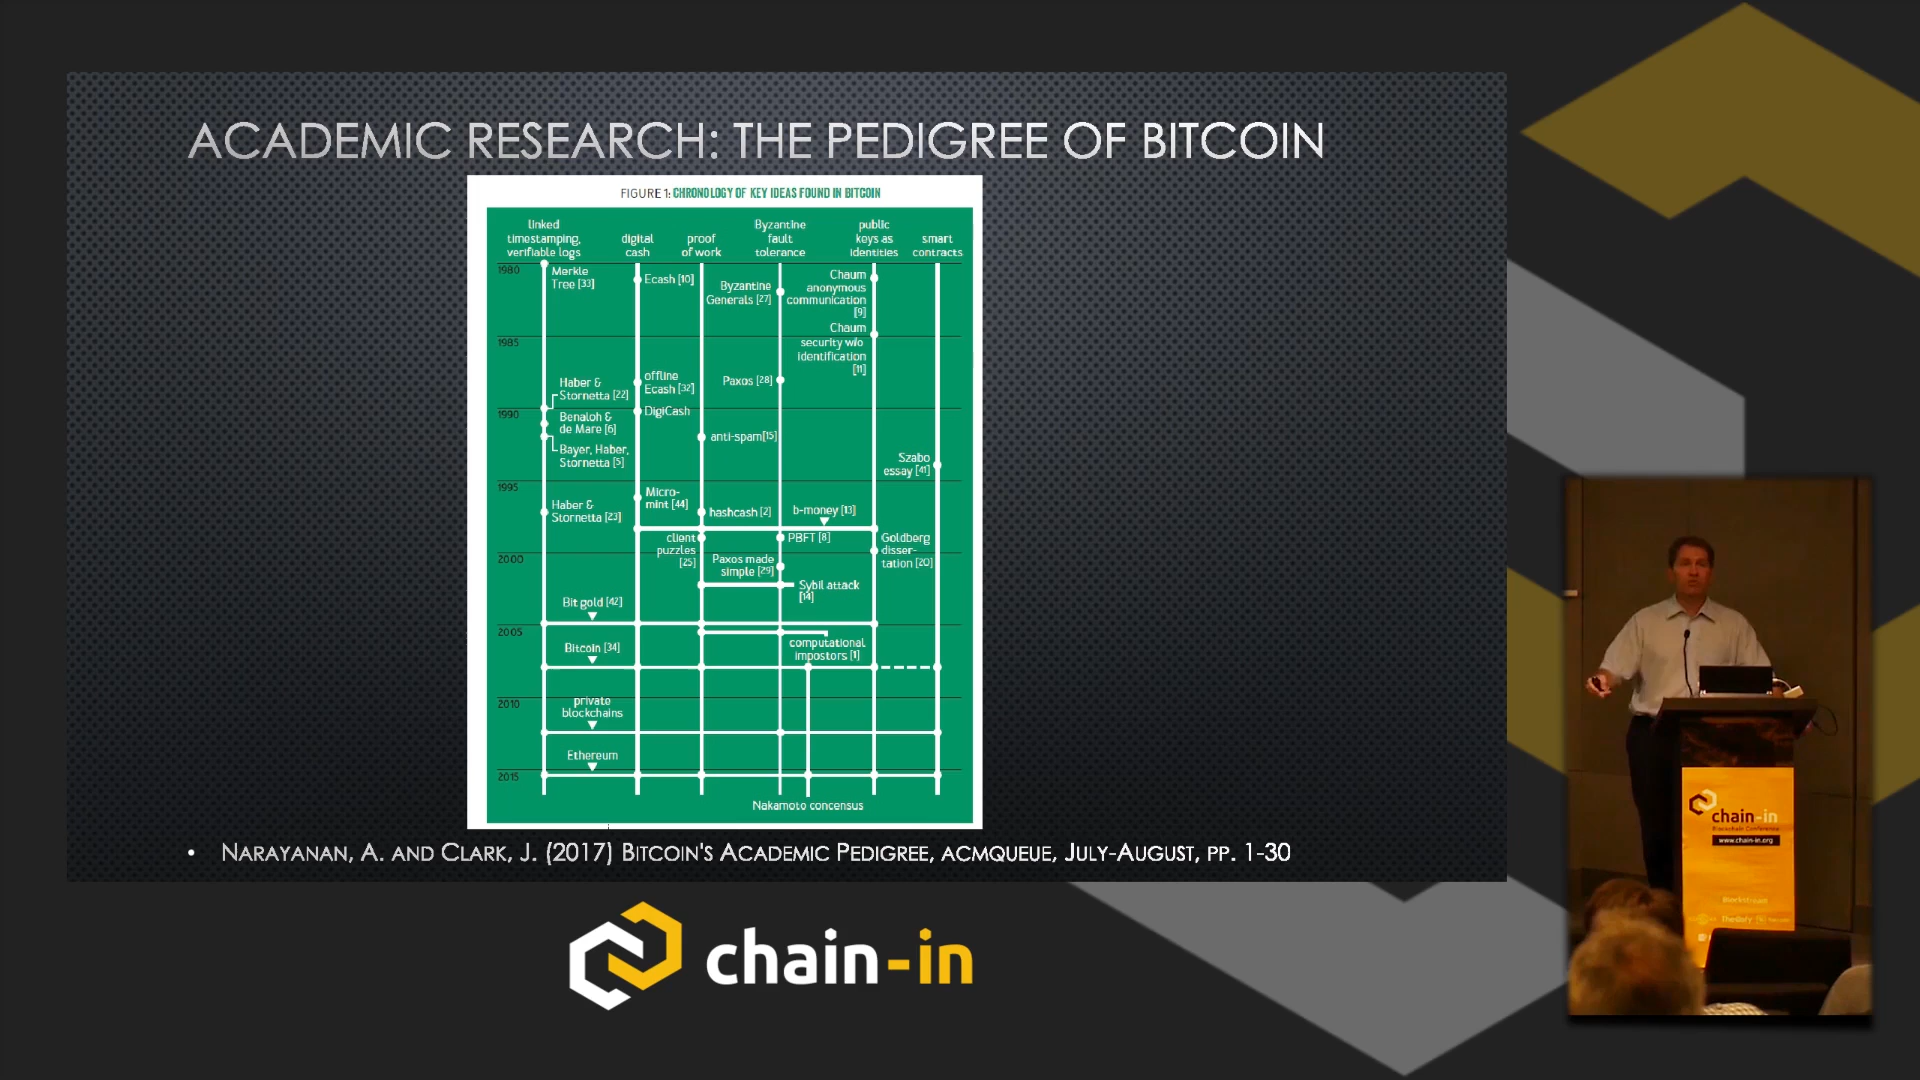 ACADEMIC RESEARCH: THE PEDIGREE OF BITCOIN
FIGURE 1: CHRONOLOGY OF KEY IDEAS FOUND IN BITCOIN
linked
timestamping,
verifiable logs
digital
cash
proof
of work
Byzantine
fault
tolerance
public
keys as
identities
smart
contracts
1980
Merkle
Tree [33]
Ecash [10]
Byzantine
Generals [27]
Chaum
anonymous
communication
[9]
Chaum
security w/o
identification
[11]
1985
Haber &
Stornetta [22]
offline
Ecash [32]
Paxos [28]
1990
DigiCash
Benaloh &
de Mare [6]
anti-spam[15]
Bayer, Haber,
Stornetta [5]
Szabo
essay [41]
1995
Micro-
mint [44]
Haber &
Stornetta [23]
hashcash [2]
b-money [13]
client
puzzles
[25]
PBFT [8]
Goldberg
disser-
tation [20]
2000
Paxos made
simple [29]
Sybil attack
[14]
Bit gold [42]
2005
Bitcoin [34]
computational
impostors [1]
2010
private
blockchains
Ethereum
2015
Nakamoto concensus
• NARAYANAN, A. AND CLARK, J. (2017) BITCOIN'S ACADEMIC PEDIGREE, ACMQUEUE, JULY-AUGUST, PP. 1-30
chain-in
chain-in
Blockchain Conference
www.chain-in.org
Blockstream